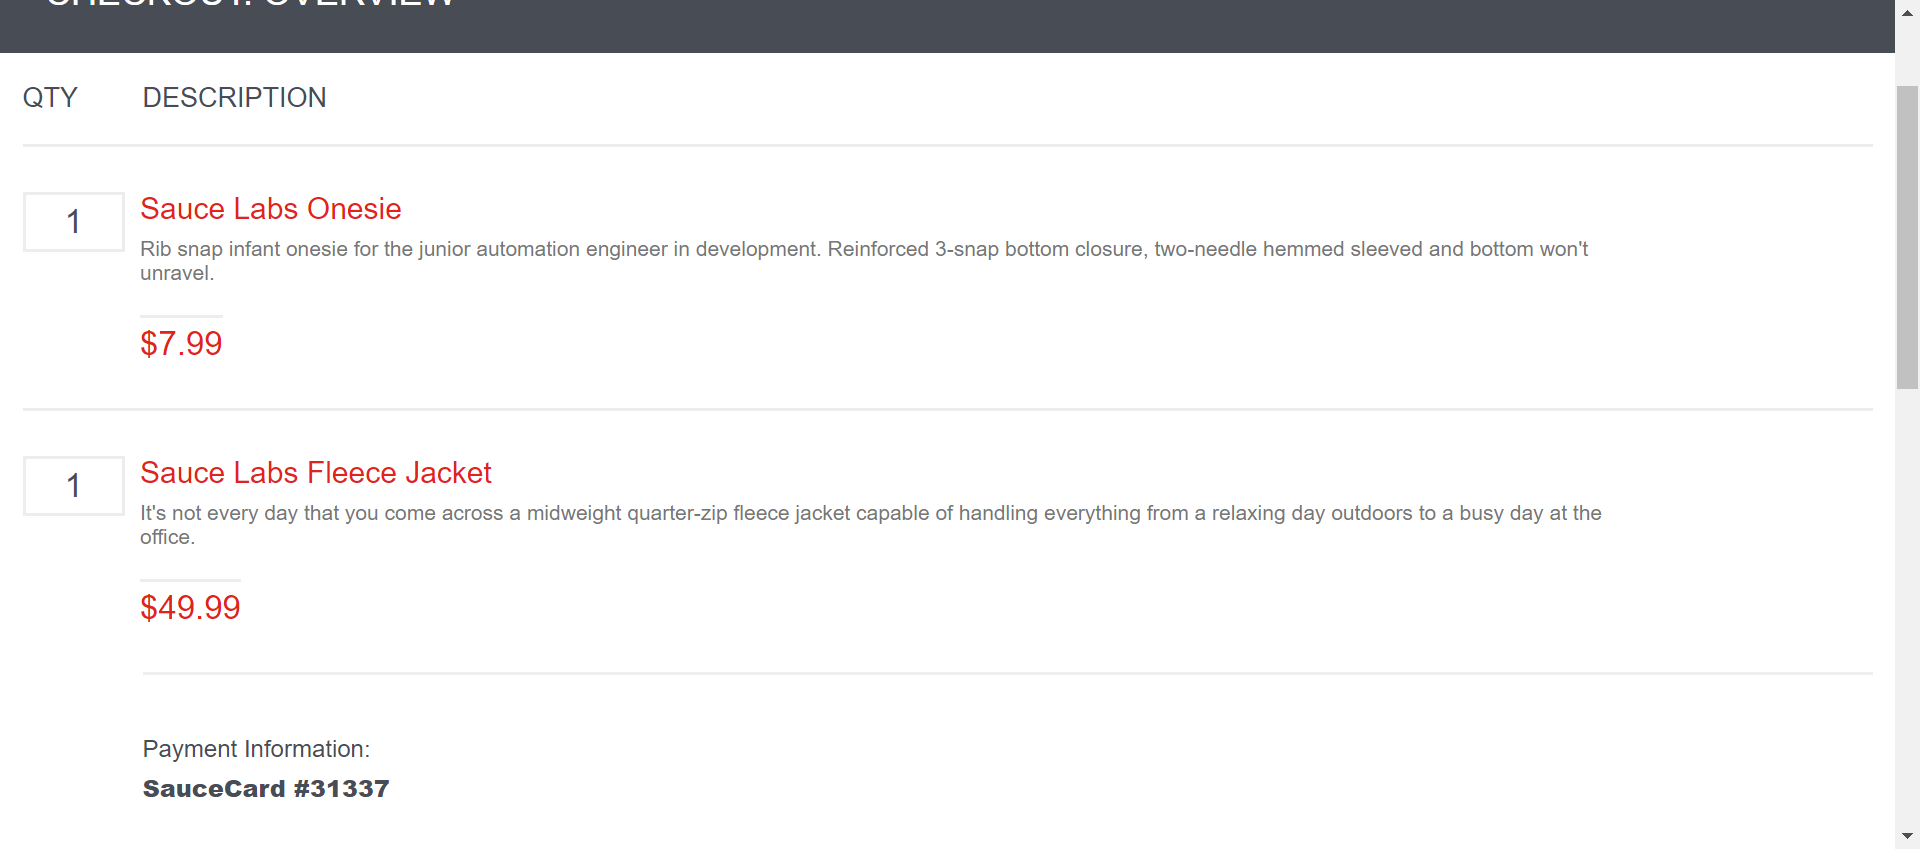 CHECKOUT: OVERVIEW
QTY DESCRIPTION
1 Sauce Labs Onesie
Rib snap infant onesie for the junior automation engineer in development. Reinforced 3-snap bottom closure, two-needle hemmed sleeved and bottom won't
unravel.
$7.99
1 Sauce Labs Fleece Jacket
It's not every day that you come across a midweight quarter-zip fleece jacket capable of handling everything from a relaxing day outdoors to a busy day at the
office.
$49.99
Payment Information:
SauceCard #31337